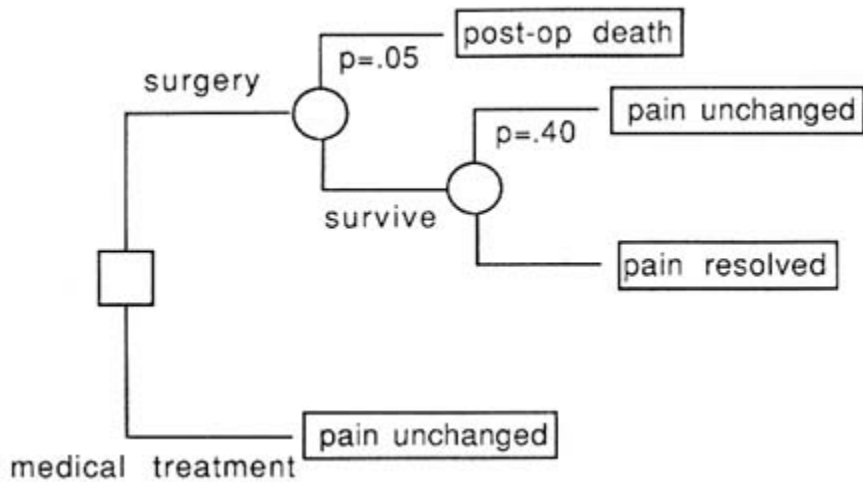 post-op death
p=.05
surgery
pain unchanged
p=.40
survive
pain resolved
pain unchanged
medical treatment